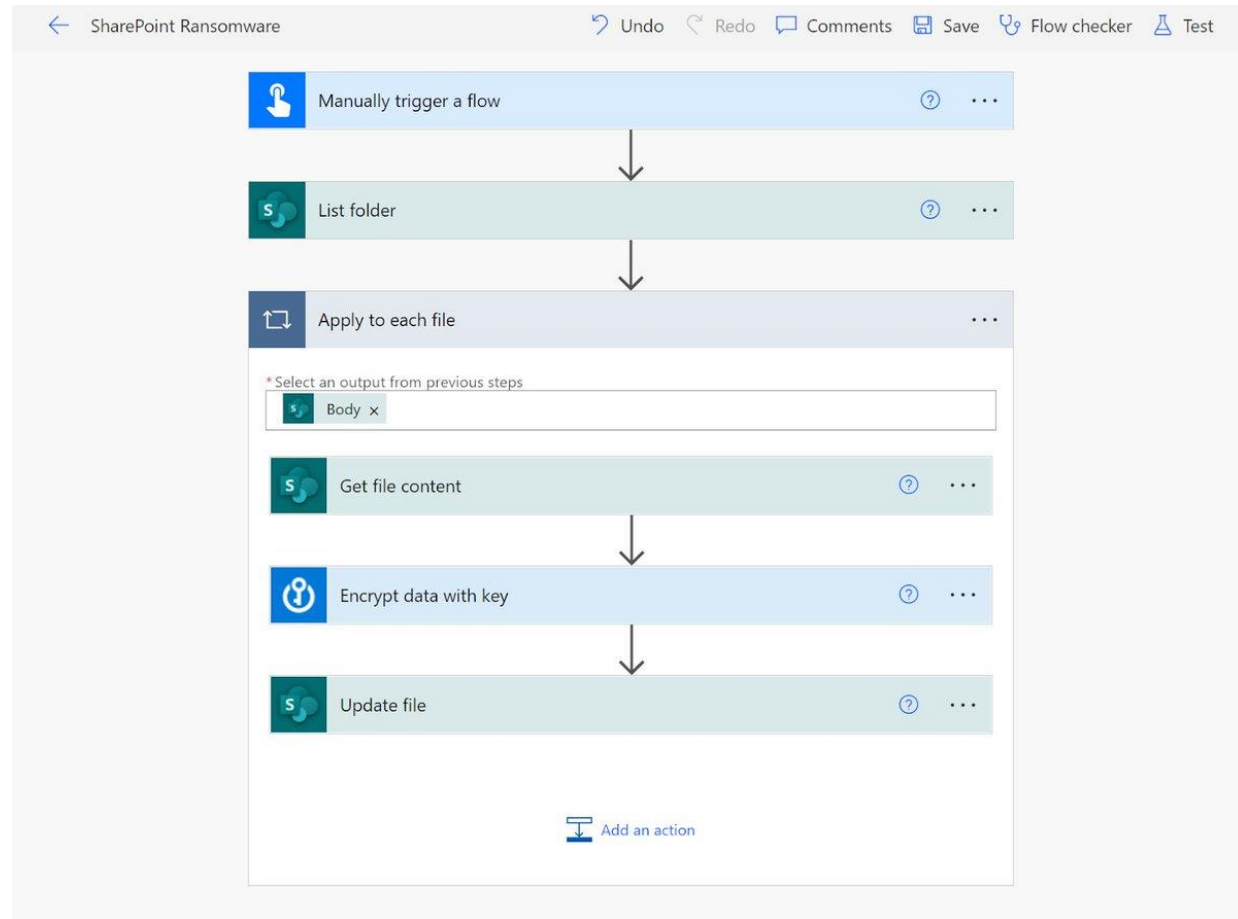 SharePoint Ransomware Undo Redo Comments Save Flow checker Test
Manually trigger a flow
List folder
Apply to each file
* Select an output from previous steps
Body ×
Get file content
Encrypt data with key
Update file
Add an action